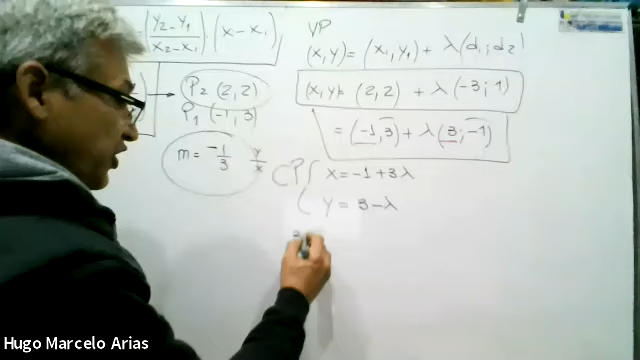 (Y2-Y1 / X2-X1) . (X-X1)
VP
(X,Y)= (X1,Y1)+ λ(d1;d2)
P2 (2,2)
(X,Y)= (2,2) + λ(-3;1)
P1 (-1,3)
= (-1,3)+ λ(3;-1)
m= -1/3 Y/X
CP { X=-1+3λ
Y= 3-λ
Hugo Marcelo Arias